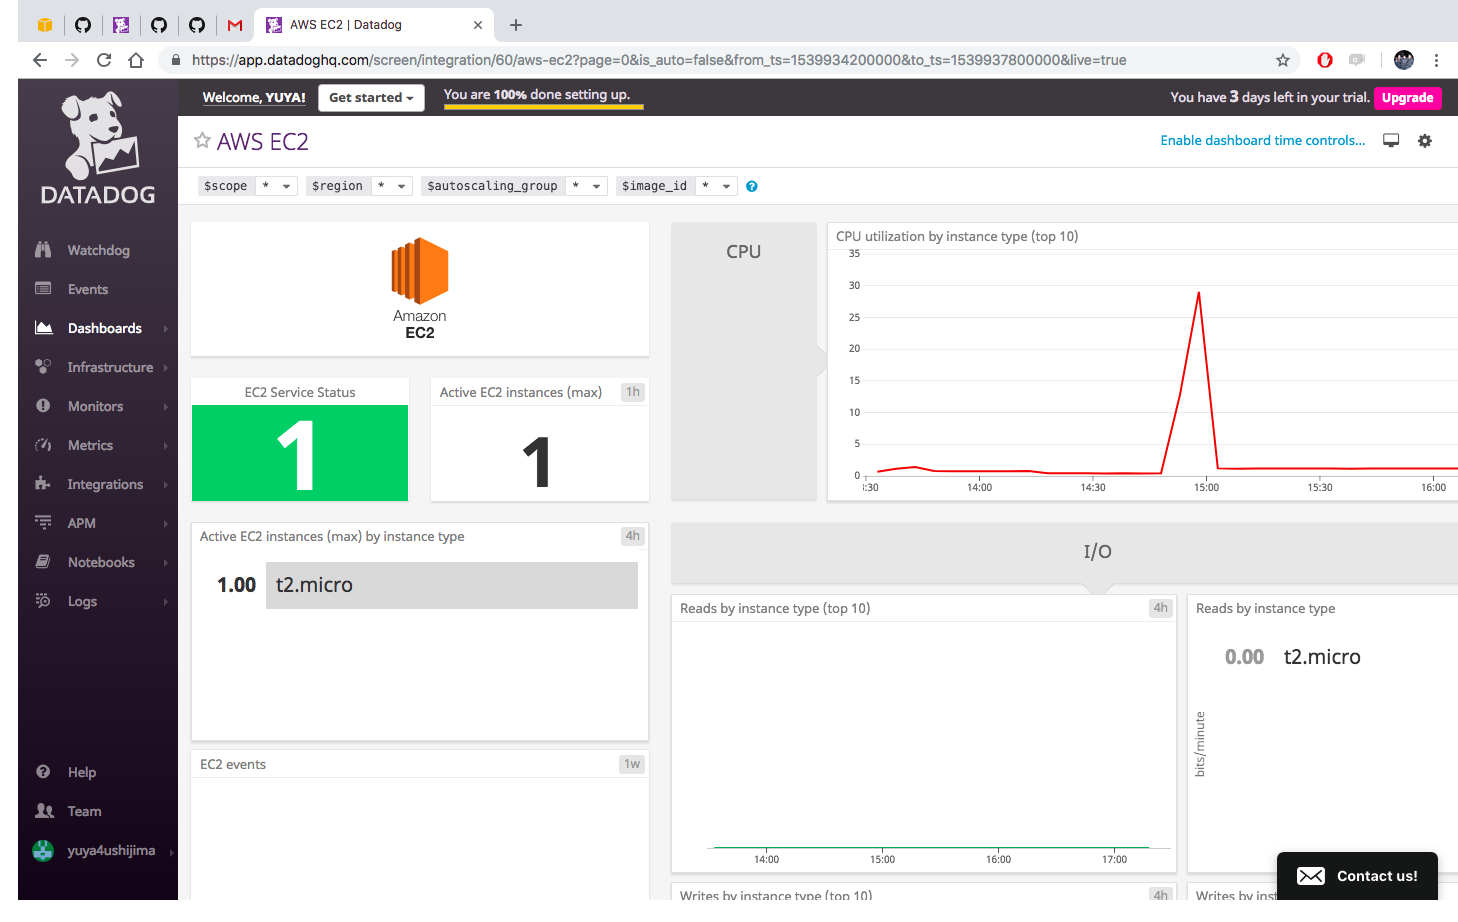 AWS EC2 | Datadog
https://app.datadoghq.com/screen/integration/60/aws-ec2?page=0&is_auto=false&from_ts=1539934200000&to_ts=1539937800000&live=true
Welcome, YUYA!
Get started
You are 100% done setting up.
You have 3 days left in your trial.
Upgrade
DATADOG
AWS EC2
Enable dashboard time controls...
$scope * $region * $autoscaling_group * $image_id * ?
Watchdog
Events
Dashboards
Infrastructure
Monitors
Metrics
Integrations
APM
Notebooks
Logs
Help
Team
yuya4ushijima
Amazon
EC2
EC2 Service Status
1
Active EC2 instances (max) 1h
1
Active EC2 instances (max) by instance type 4h
1.00 t2.micro
EC2 events 1w
CPU
CPU utilization by instance type (top 10)
35
30
25
20
15
10
5
0
:30 14:00 14:30 15:00 15:30 16:00
I/O
Reads by instance type (top 10) 4h
14:00 15:00 16:00 17:00
Reads by instance type
0.00 t2.micro
bits/minute
Writes by instance type (top 10) 4h
Writes by inst
Contact us!